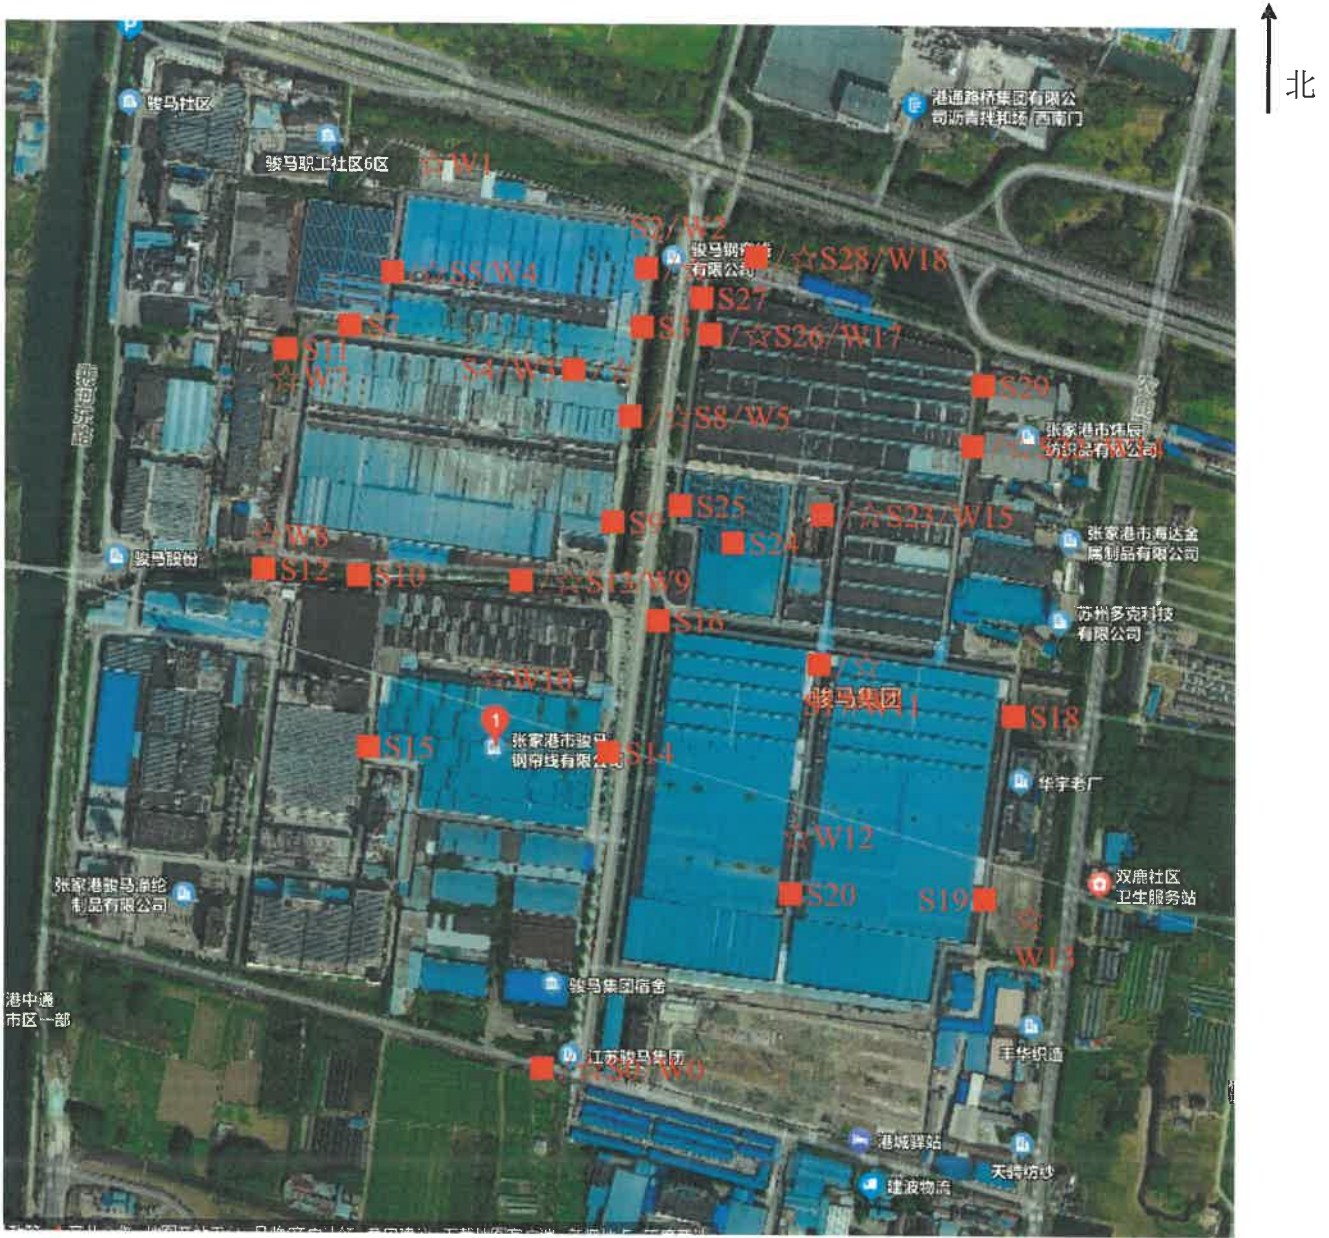 北
P
骏马社区
港通路桥集团有限公
司沥青拌和场-西南门
骏马职工社区6区
☆W1
S2/W2
骏马钢帘线
有限公司
/☆S28/W18
/☆S5/W4
S27
S7
S3
/☆S26/W17
S11
☆W7
S4/W3
/☆
S29
/☆S8/W5
张家港市炜辰
纺织品有限公司
S25
/☆S23/W15
S9
S24
张家港市海达金
属制品有限公司
☆/W8
骏马股份
S12
S10
/☆S13/W9
S16
苏州多克科技
有限公司
/☆
☆W10
骏马集团
S18
1
张家港市骏马
钢帘线有限公司
S15
S14
华宇老厂
☆W12
双鹿社区
卫生服务站
张家港骏马涤纶
制品有限公司
S20
S19
☆
W13
骏马集团宿舍
港中通
市区一部
丰华织造
江苏骏马集团
/☆S0/W0
港城驿站
天骑纺纱
建波物流